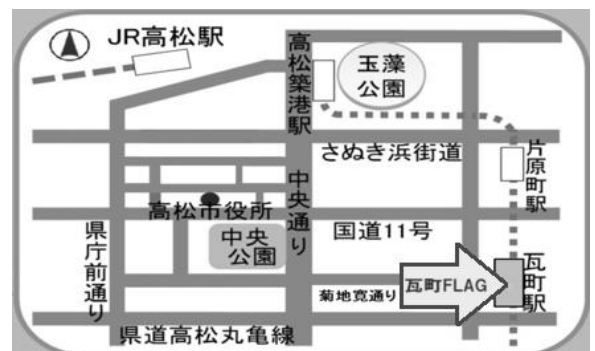 JR高松駅
高松築港駅
玉藻
公園
さぬき浜街道
片原町駅
中央通り
高松市役所
中央
公園
国道11号
県庁前通り
菊地寛通り
瓦町FLAG
瓦町駅
県道高松丸亀線